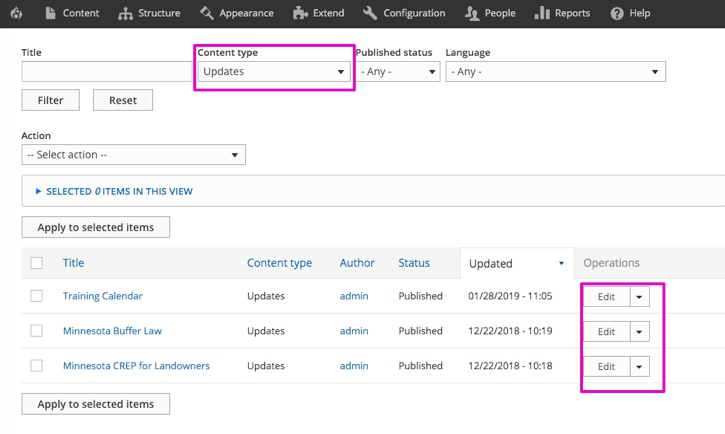 Content Structure Appearance Extend Configuration People Reports Help
Title Content type Published status Language
Updates - Any - - Any -
Filter Reset
Action
-- Select action --
SELECTED 0 ITEMS IN THIS VIEW
Apply to selected items
Title Content type Author Status Updated Operations
Training Calendar Updates admin Published 01/28/2019 - 11:05 Edit
Minnesota Buffer Law Updates admin Published 12/22/2018 - 10:19 Edit
Minnesota CREP for Landowners Updates admin Published 12/22/2018 - 10:18 Edit
Apply to selected items